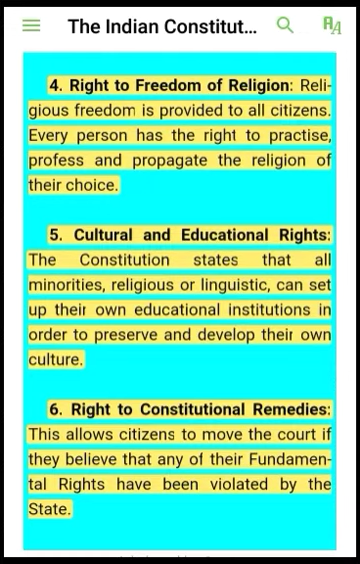 The Indian Constitut...
4. Right to Freedom of Religion: Reli-
gious freedom is provided to all citizens.
Every person has the right to practise,
profess and propagate the religion of
their choice.
5. Cultural and Educational Rights:
The Constitution states that all
minorities, religious or linguistic, can set
up their own educational institutions in
order to preserve and develop their own
culture.
6. Right to Constitutional Remedies:
This allows citizens to move the court if
they believe that any of their Fundamen-
tal Rights have been violated by the
State.